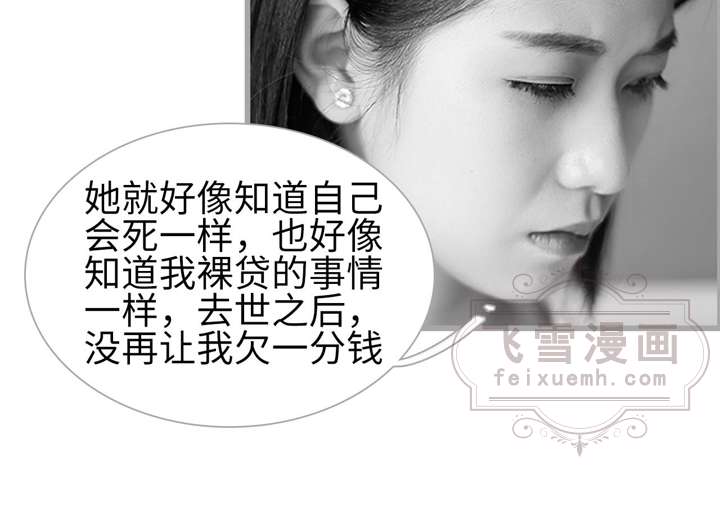 她就好像知道自己
会死一样，也好像
知道我裸贷的事情
一样，去世之后，
没再让我欠一分钱
飞雪漫画
feixuemh.com